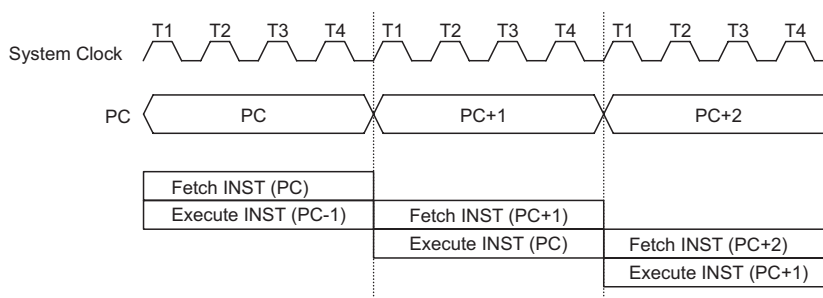 T1 T2 T3 T4 T1 T2 T3 T4 T1 T2 T3 T4
System Clock
PC PC PC+1 PC+2
Fetch INST (PC)
Execute INST (PC-1) Fetch INST (PC+1)
Execute INST (PC) Fetch INST (PC+2)
Execute INST (PC+1)